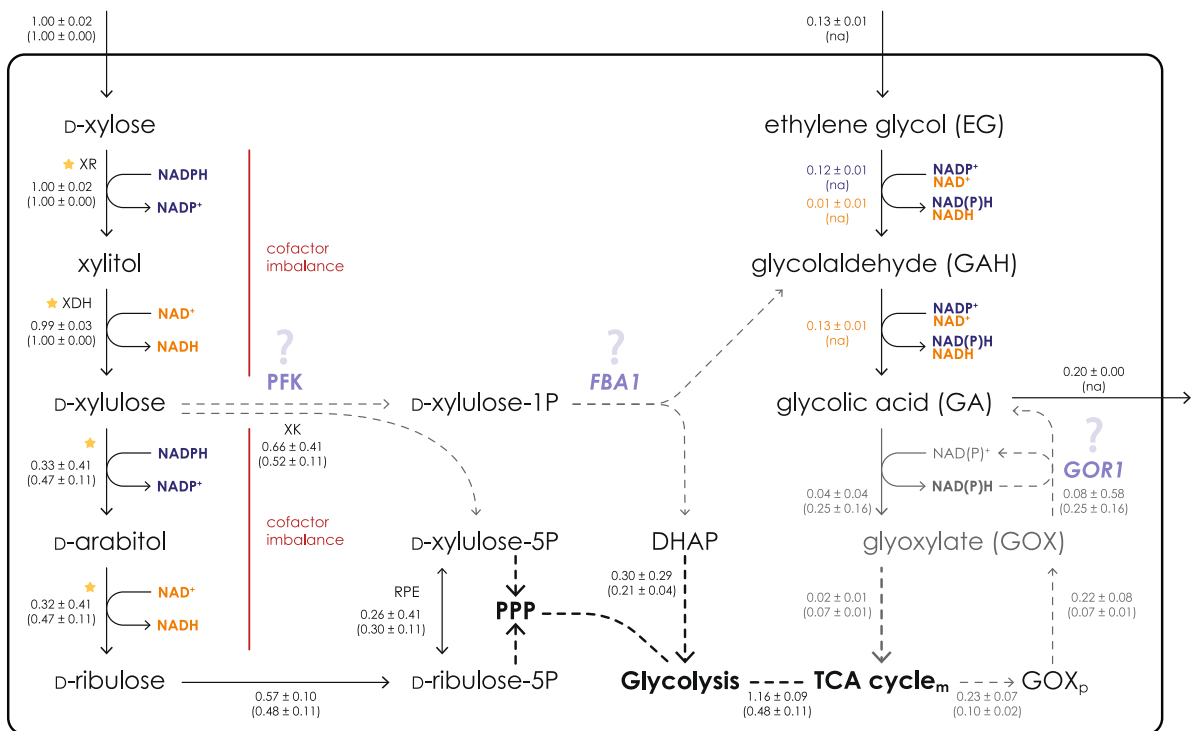 1.00 ± 0.02
(1.00 ± 0.00)
0.13 ± 0.01
(na)
D-xylose
ethylene glycol (EG)
XR
1.00 ± 0.02
(1.00 ± 0.00)
NADPH
NADP⁺
0.12 ± 0.01
(na)
0.01 ± 0.01
(na)
NADP⁺
NAD⁺
NAD(P)H
NADH
cofactor
imbalance
xylitol
glycolaldehyde (GAH)
XDH
0.99 ± 0.03
(1.00 ± 0.00)
NAD⁺
NADH
0.13 ± 0.01
(na)
NADP⁺
NAD⁺
NAD(P)H
NADH
?
PFK
?
FBA1
0.20 ± 0.00
(na)
D-xylulose
D-xylulose-1P
glycolic acid (GA)
XK
0.66 ± 0.41
(0.52 ± 0.11)
0.33 ± 0.41
(0.47 ± 0.11)
NADPH
NADP⁺
NAD(P)⁺
NAD(P)H
?
GOR1
0.04 ± 0.04
(0.25 ± 0.16)
0.08 ± 0.58
(0.25 ± 0.16)
cofactor
imbalance
D-arabitol
D-xylulose-5P
DHAP
glyoxylate (GOX)
0.32 ± 0.41
(0.47 ± 0.11)
NAD⁺
NADH
RPE
0.26 ± 0.41
(0.30 ± 0.11)
PPP
0.30 ± 0.29
(0.21 ± 0.04)
0.02 ± 0.01
(0.07 ± 0.01)
0.22 ± 0.08
(0.07 ± 0.01)
D-ribulose
D-ribulose-5P
Glycolysis
TCA cycleₘ
GOXₚ
0.57 ± 0.10
(0.48 ± 0.11)
1.16 ± 0.09
(0.48 ± 0.11)
0.23 ± 0.07
(0.10 ± 0.02)